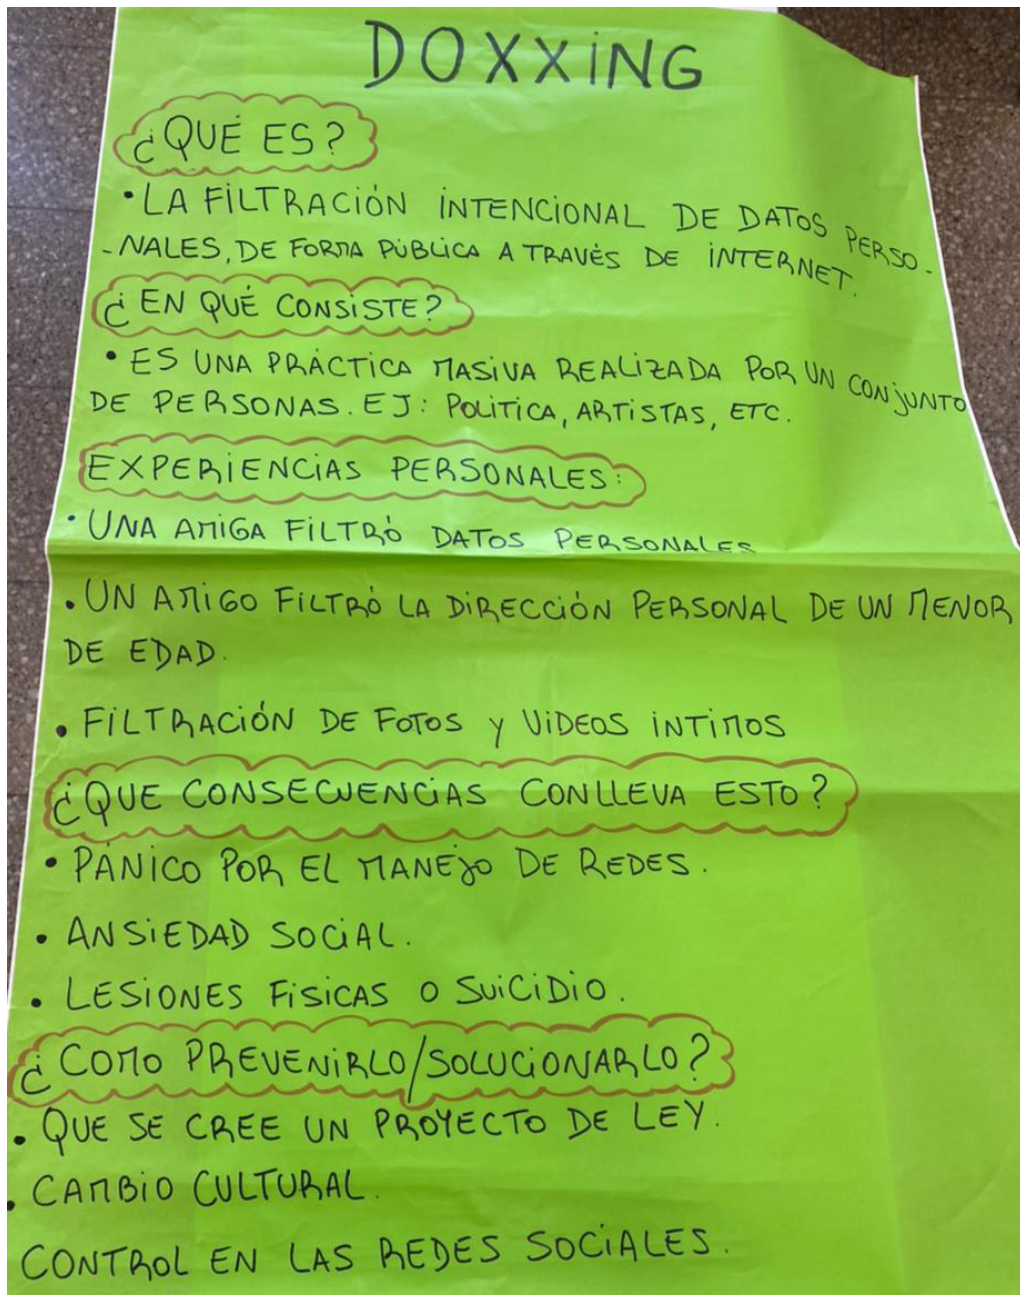 DOXXING
¿QUÉ ES?
• LA FILTRACIÓN INTENCIONAL DE DATOS PERSO-
-NALES, DE FORMA PÚBLICA A TRAVÉS DE INTERNET.
¿EN QUÉ CONSISTE?
• ES UNA PRÁCTICA MASIVA REALIZADA POR UN CONJUNTO
DE PERSONAS. EJ: POLÍTICA, ARTISTAS, ETC.
EXPERIENCIAS PERSONALES:
• UNA AMIGA FILTRÓ DATOS PERSONALES
• UN AMIGO FILTRÓ LA DIRECCIÓN PERSONAL DE UN MENOR
DE EDAD.
• FILTRACIÓN DE FOTOS Y VIDEOS INTIMOS
¿QUE CONSECUENCIAS CONLLEVA ESTO?
• PÁNICO POR EL MANEJO DE REDES.
• ANSIEDAD SOCIAL.
• LESIONES FÍSICAS O SUICIDIO.
¿COMO PREVENIRLO/SOLUCIONARLO?
• QUE SE CREE UN PROYECTO DE LEY.
• CAMBIO CULTURAL.
CONTROL EN LAS REDES SOCIALES.